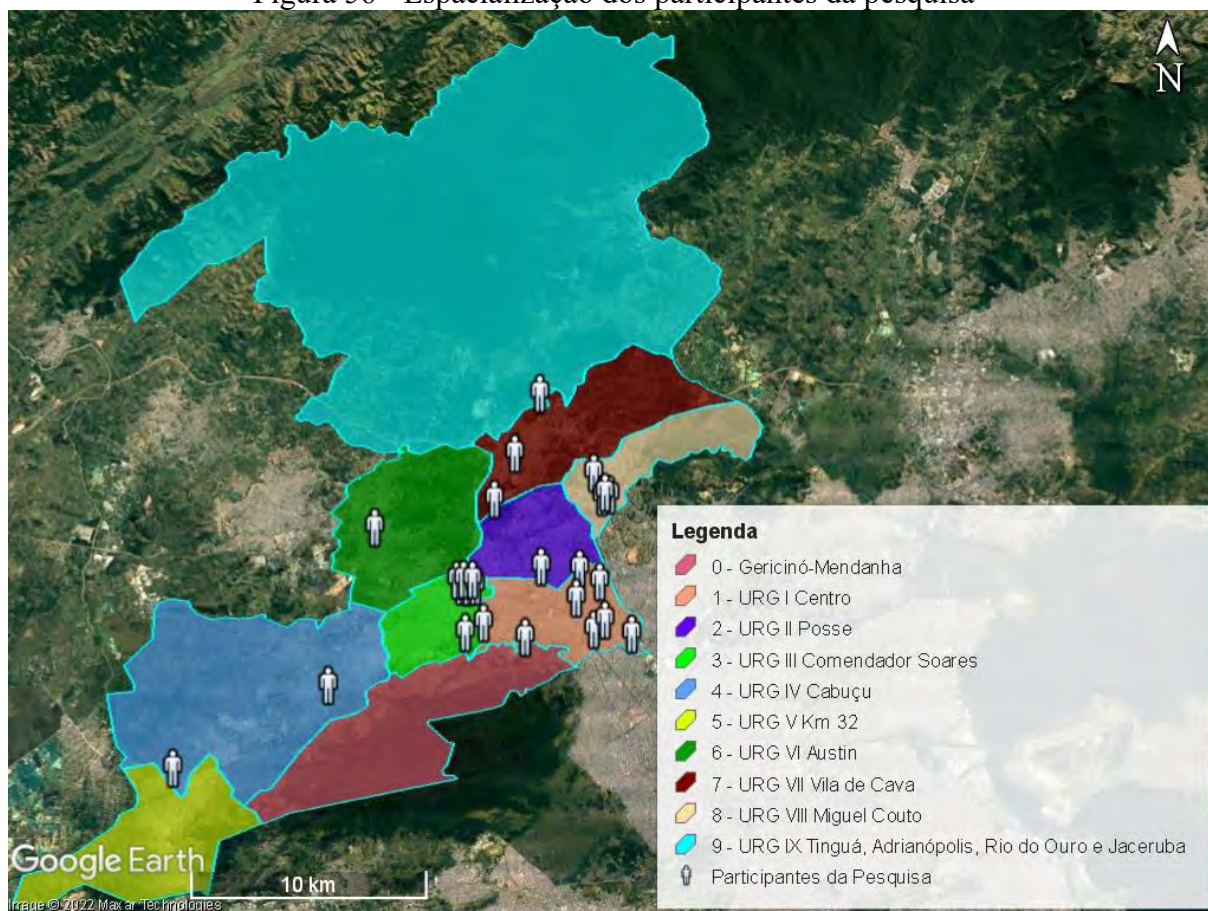 Figura 50 - Espacialização dos participantes da pesquisa
N
Legenda
0 - Gericinó-Mendanha
1 - URG I Centro
2 - URG II Posse
3 - URG III Comendador Soares
4 - URG IV Cabuçu
5 - URG V Km 32
6 - URG VI Austin
7 - URG VII Vila de Cava
8 - URG VIII Miguel Couto
9 - URG IX Tinguá, Adrianópolis, Rio do Ouro e Jaceruba
Participantes da Pesquisa
Google Earth
10 km
Image © 2022 Maxar Technologies